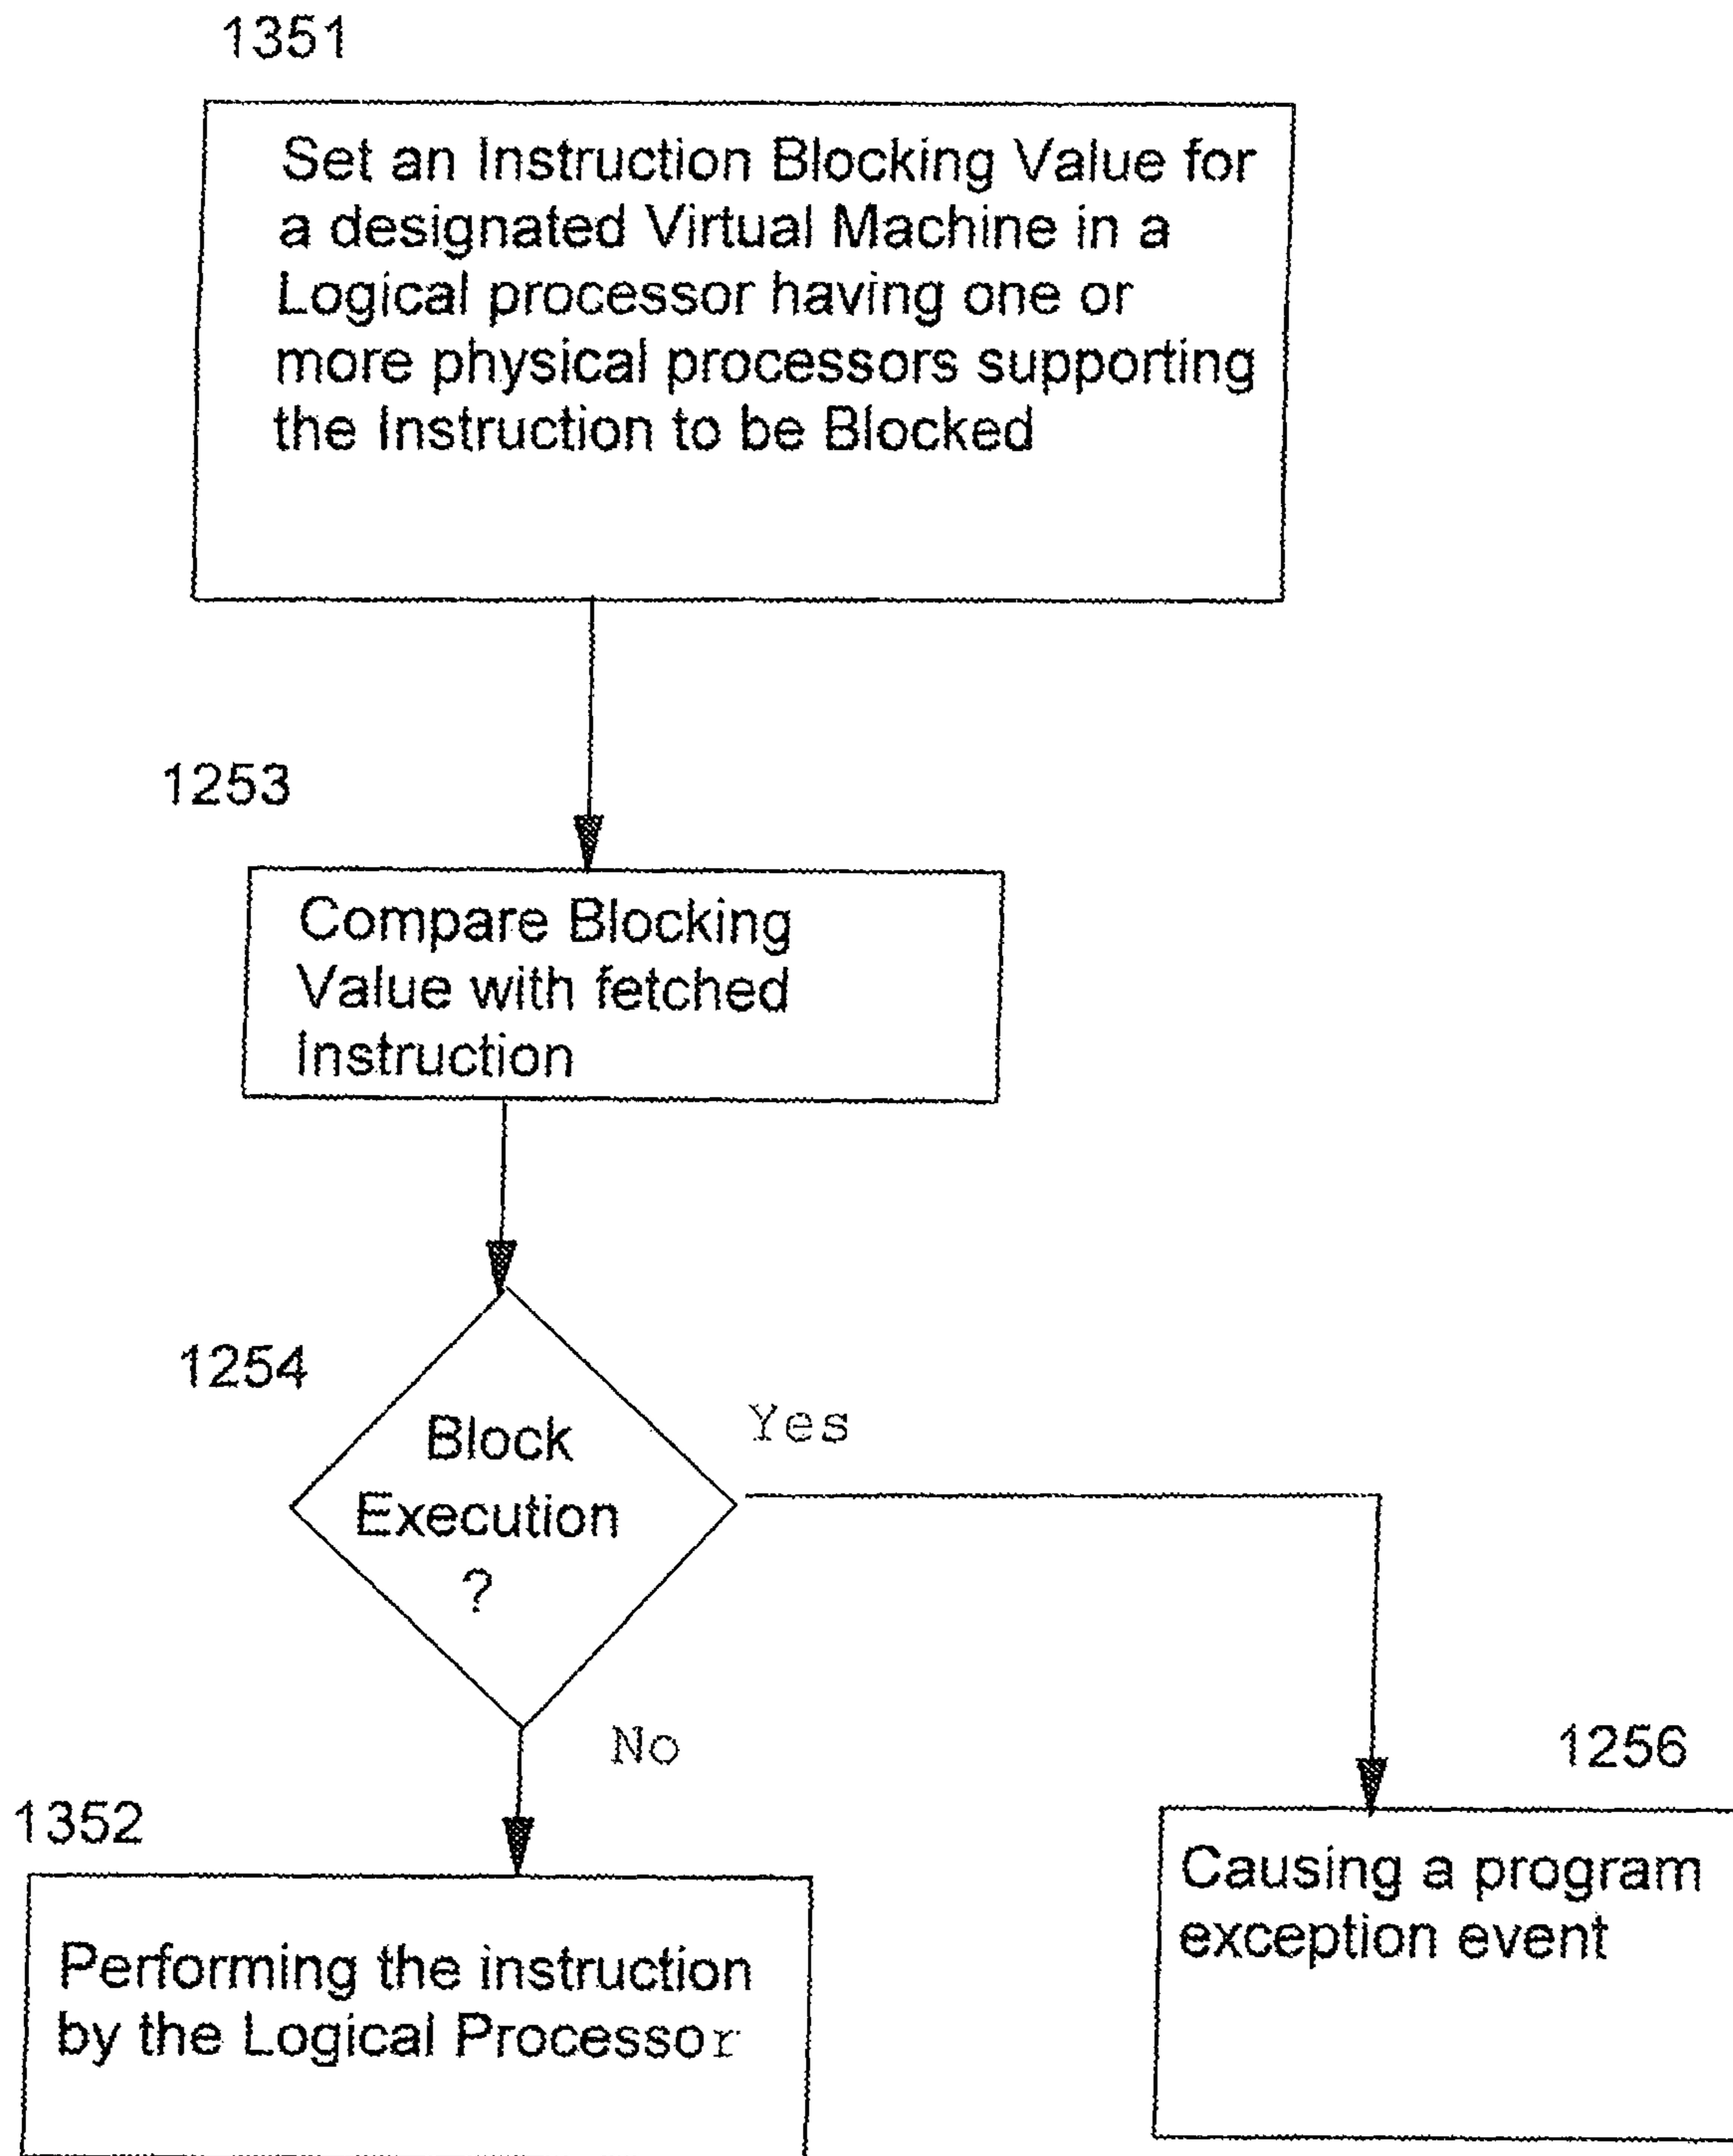 1351
Set an Instruction Blocking Value for
a designated Virtual Machine in a
Logical processor having one or
more physical processors supporting
the Instruction to be Blocked
1253
Compare Blocking
Value with fetched
Instruction
1254
Block
Execution
?
Yes
No
1256
1352
Causing a program
exception event
Performing the instruction
by the Logical Processor